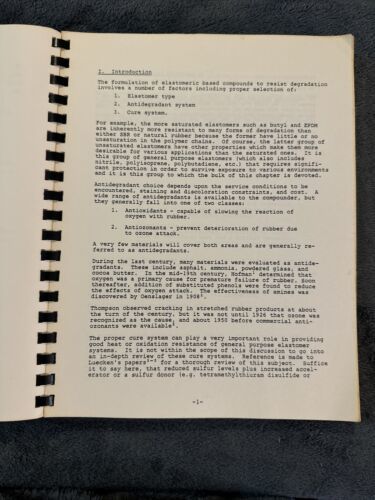 I. Introduction
The formulation of elastomeric based compounds to resist degradation
involves a number of factors including proper selection of:
1. Elastomer type
2. Antidegradant system
3. Cure system.
For example, the more saturated elastomers such as butyl and EPDM
are inherently more resistant to many forms of degradation than
either SBR or natural rubber because the former have little or no
unsaturation in the polymer chains. Of course, the latter group of
unsaturated elastomers have other properties which make them more
desirable for various applications than the saturated ones. It is
this group of general purpose elastomers (which also includes
nitrile, polyisoprene, polybutadiene, etc.) that requires signifi-
cant protection in order to survive exposure to various environments
and it is this group to which the bulk of this chapter is devoted.
Antidegradant choice depends upon the service conditions to be
encountered, staining and discoloration constraints, and cost. A
wide range of antidegradants is available to the compounder, but
they generally fall into one of two classes:
1. Antioxidants - capable of slowing the reaction of
oxygen with rubber.
2. Antiozonants - prevent deterioration of rubber due
to ozone attack.
A very few materials will cover both areas and are generally re-
ferred to as antidegradants.
During the last century, many materials were evaluated as antide-
gradants. These include asphalt, ammonia, powdered glass, and
cocoa butter. In the mid-19th century, Hofman determined that
oxygen was a primary cause for premature failure of rubber. Soon
thereafter, addition of substituted phenols were found to reduce
the effects of oxygen attack. The effectiveness of amines was
discovered by Oenslager in 1908.
Thompson observed cracking in stretched rubber products at about
the turn of the century, but it was not until 1926 that ozone was
recognized as the cause, and about 1950 before commercial anti-
ozonants were available.
The proper cure system can play a very important role in providing
good heat or oxidation resistance of general purpose elastomer
systems. It is not within the scope of this discussion to go into
an in-depth review of these cure systems. Reference is made to
Luecken's papers for a thorough review of this subject. Suffice
it to say here, that reduced sulfur levels plus increased accel-
erator or a sulfur donor (e.g. tetramethylthiuram disulfide or
-1-